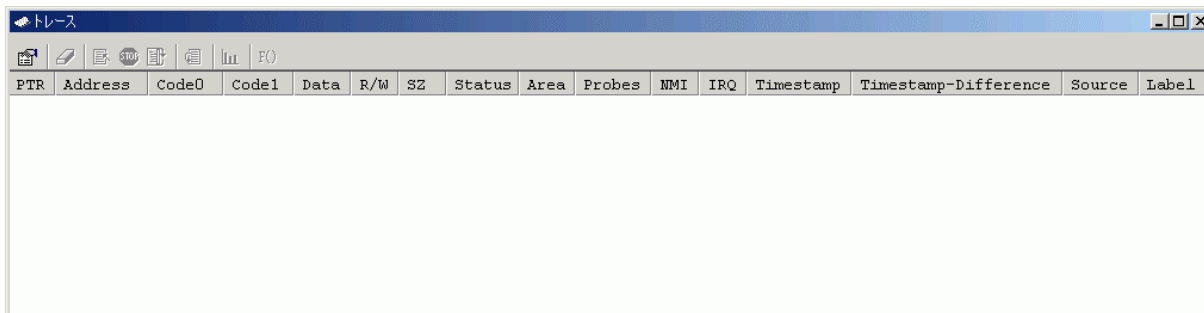 トレース
STOP F()
PTR Address Code0 Code1 Data R/W SZ Status Area Probes NMI IRQ Timestamp Timestamp-Difference Source Label